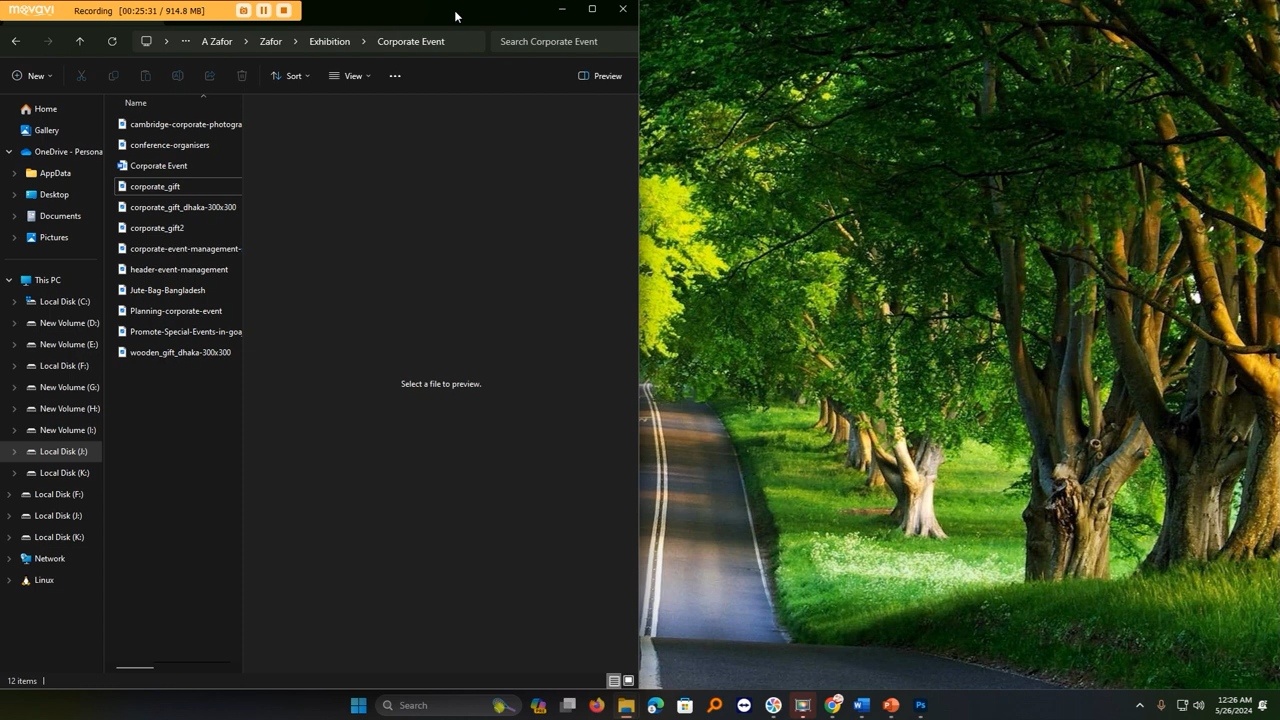 movavi Recording [00:25:31 / 914.8 MB]
A Zafor Zafor Exhibition Corporate Event Search Corporate Event
New Sort View Preview
Name
Home
Gallery
OneDrive - Persona
AppData
Desktop
Documents
Pictures
This PC
Local Disk (C:)
New Volume (D:)
New Volume (E:)
Local Disk (F:)
New Volume (G:)
New Volume (H:)
New Volume (I:)
Local Disk (J:)
Local Disk (K:)
Local Disk (F:)
Local Disk (J:)
Local Disk (K:)
Network
Linux
cambridge-corporate-photogra
conference-organisers
Corporate Event
corporate_gift
corporate_gift_dhaka-300x300
corporate_gift2
corporate-event-management-
header-event-management
Jute-Bag-Bangladesh
Planning-corporate-event
Promote-Special-Events-in-goa
wooden_gift_dhaka-300x300
Select a file to preview.
12 items
Search
12:26 AM
5/26/2024